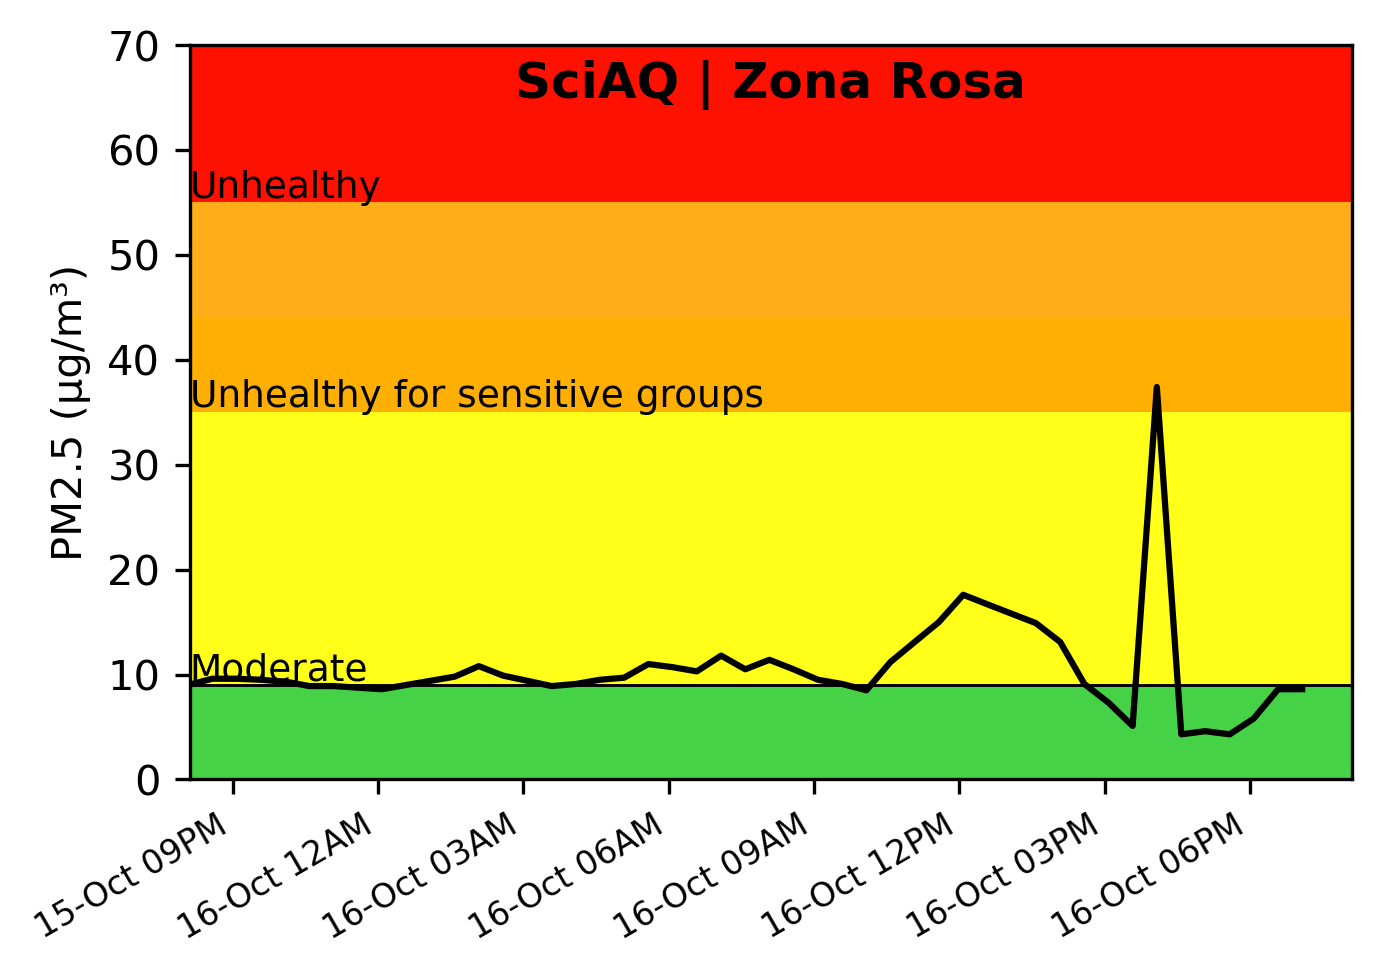 SciAQ | Zona Rosa
70
60
50
40
30
20
10
0
PM2.5 (µg/m³)
Unhealthy
Unhealthy for sensitive groups
Moderate
15-Oct 09PM
16-Oct 12AM
16-Oct 03AM
16-Oct 06AM
16-Oct 09AM
16-Oct 12PM
16-Oct 03PM
16-Oct 06PM